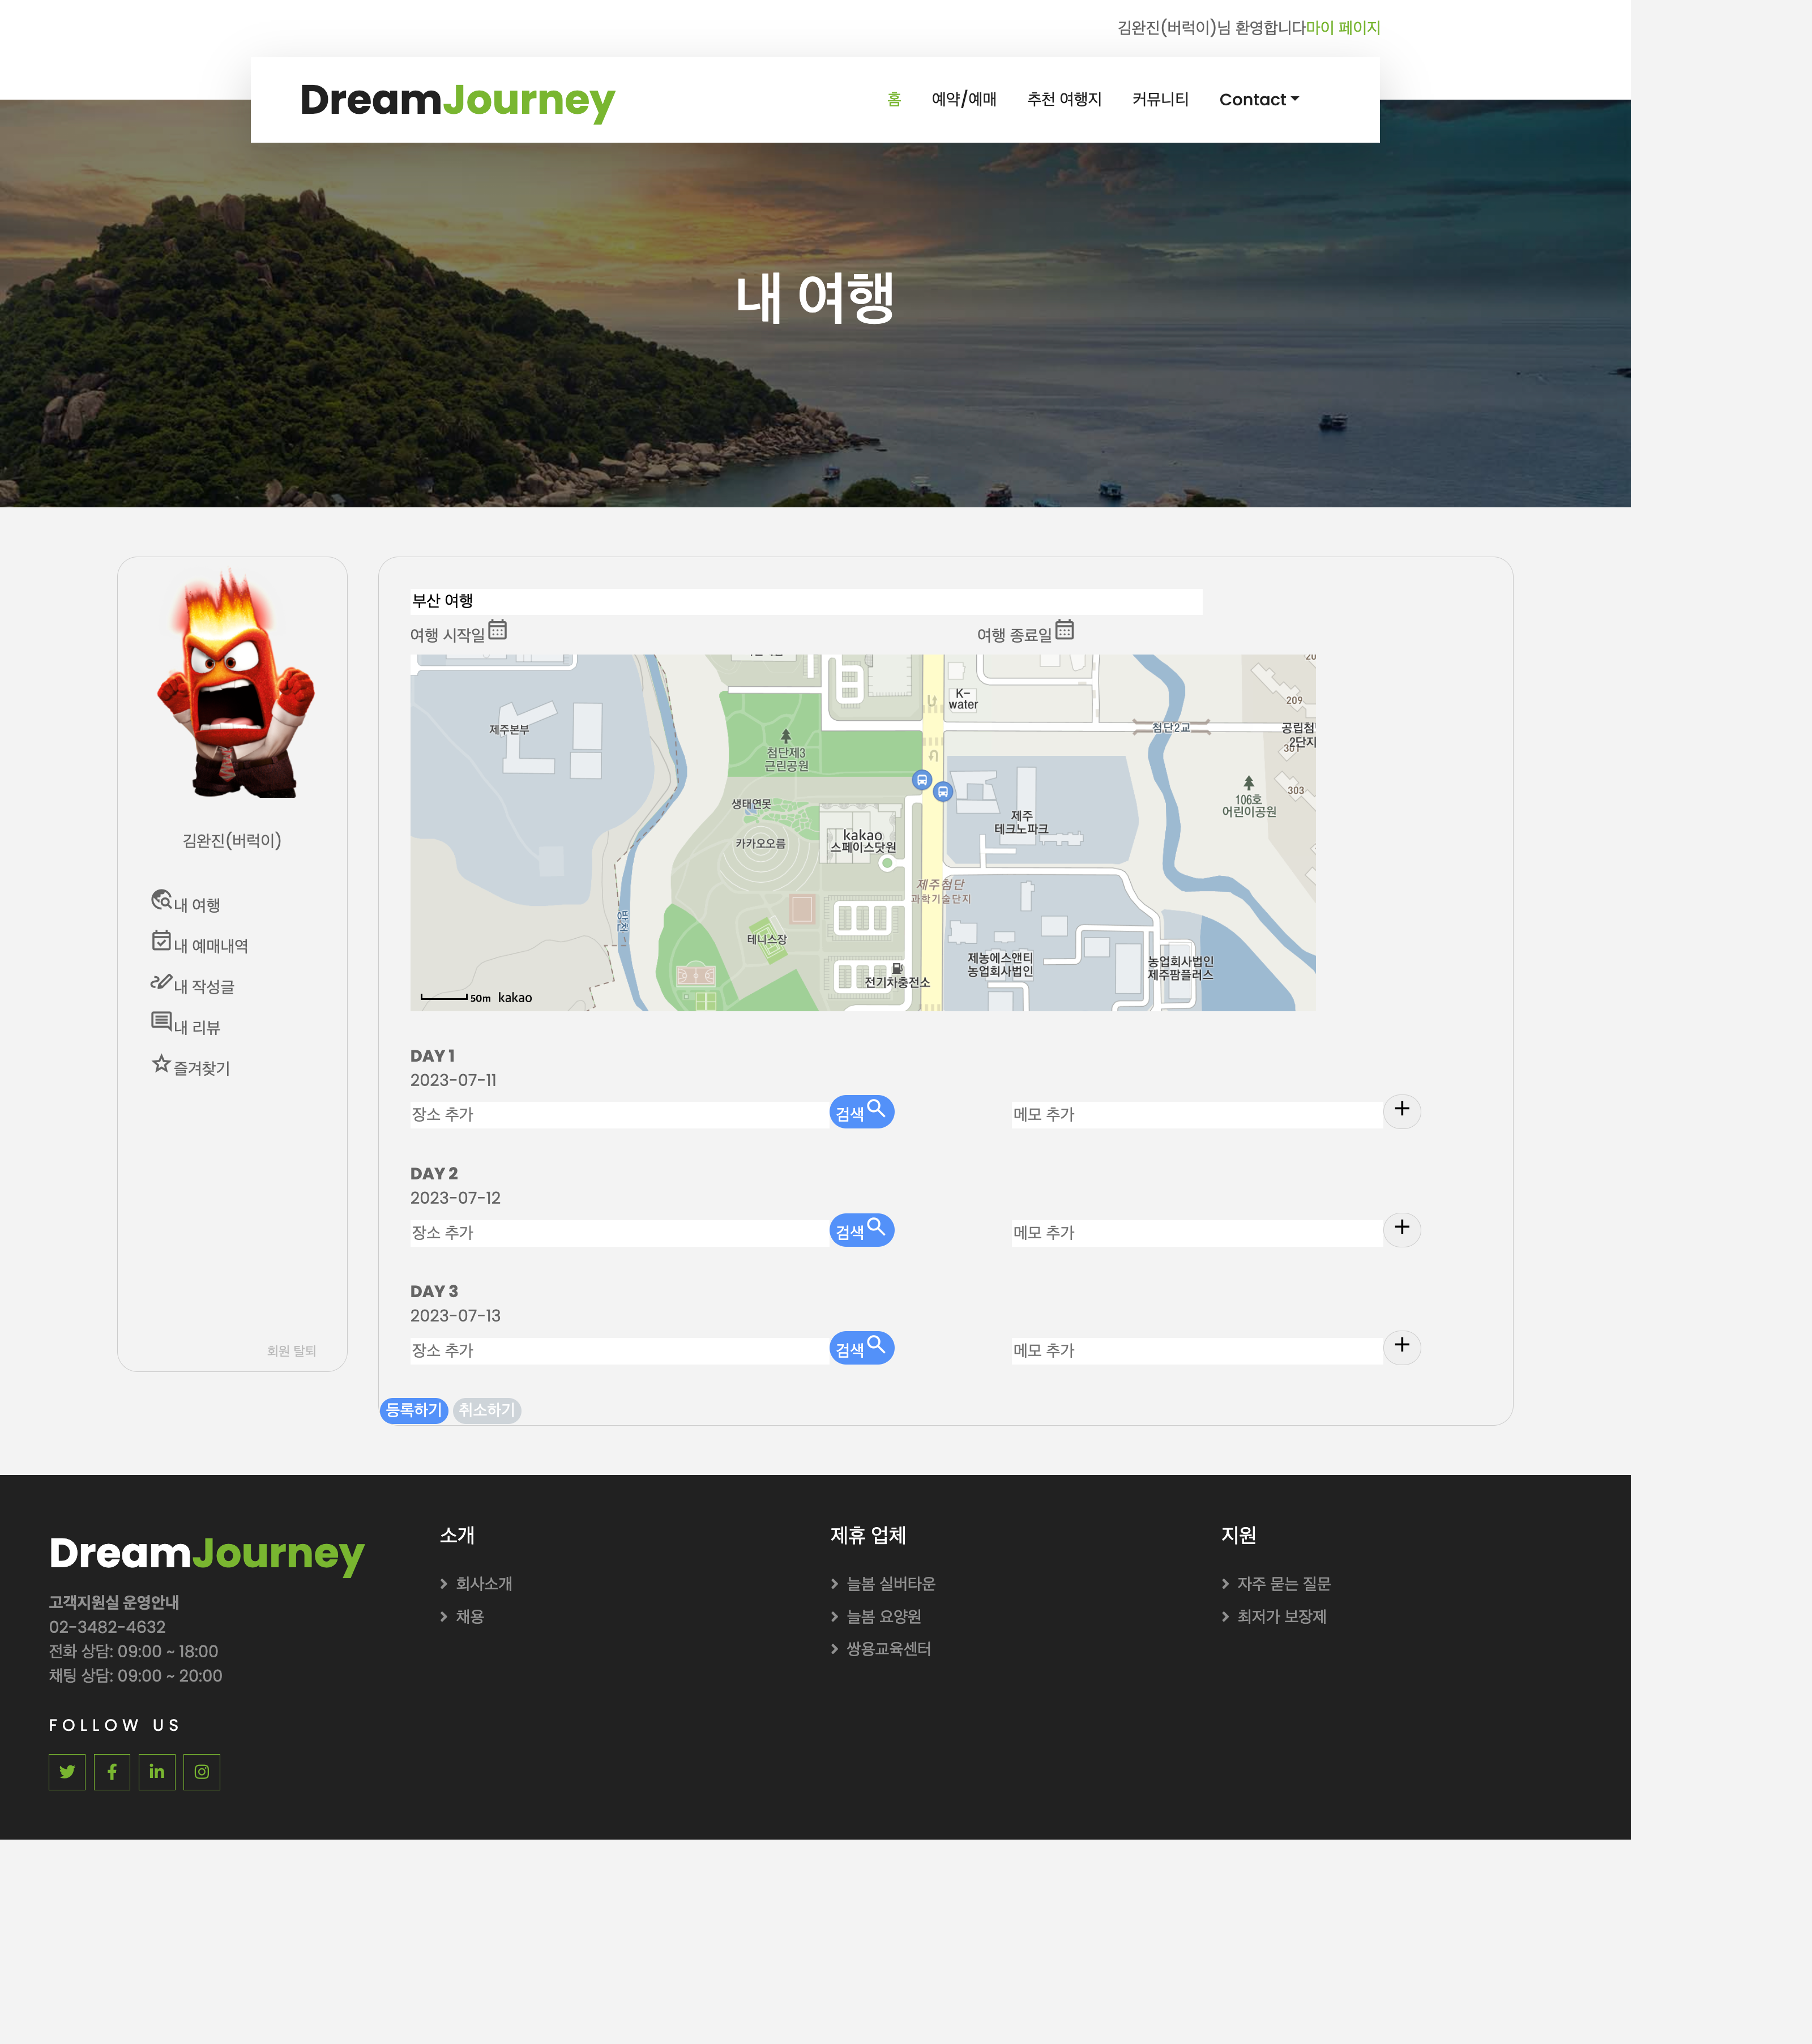 김완진(버럭이)님 환영합니다마이 페이지
DreamJourney
홈 예약/예매 추천 여행지 커뮤니티 Contact
내 여행
김완진(버럭이)
내 여행
내 예매내역
내 작성글
내 리뷰
즐겨찾기
회원 탈퇴
부산 여행
여행 시작일 여행 종료일
K-
water
209
제주본부
첨단2교
공립첨
2단지
첨단제3
근린공원
303
106호
어린이공원
생태연못
제주
테크노파크
카카오오름
kakao
스페이스닷원
제주첨단
과학기술단지
테니스장
제농에스앤티
농업회사법인
농업회사법인
제주팜플러스
전기차충전소
50m kakao
DAY 1
2023-07-11
장소 추가 검색 메모 추가 +
DAY 2
2023-07-12
장소 추가 검색 메모 추가 +
DAY 3
2023-07-13
장소 추가 검색 메모 추가 +
등록하기 취소하기
DreamJourney
고객지원실 운영안내
02-3482-4632
전화 상담: 09:00 ~ 18:00
채팅 상담: 09:00 ~ 20:00
FOLLOW US
소개
회사소개
채용
제휴 업체
늘봄 실버타운
늘봄 요양원
쌍용교육센터
지원
자주 묻는 질문
최저가 보장제